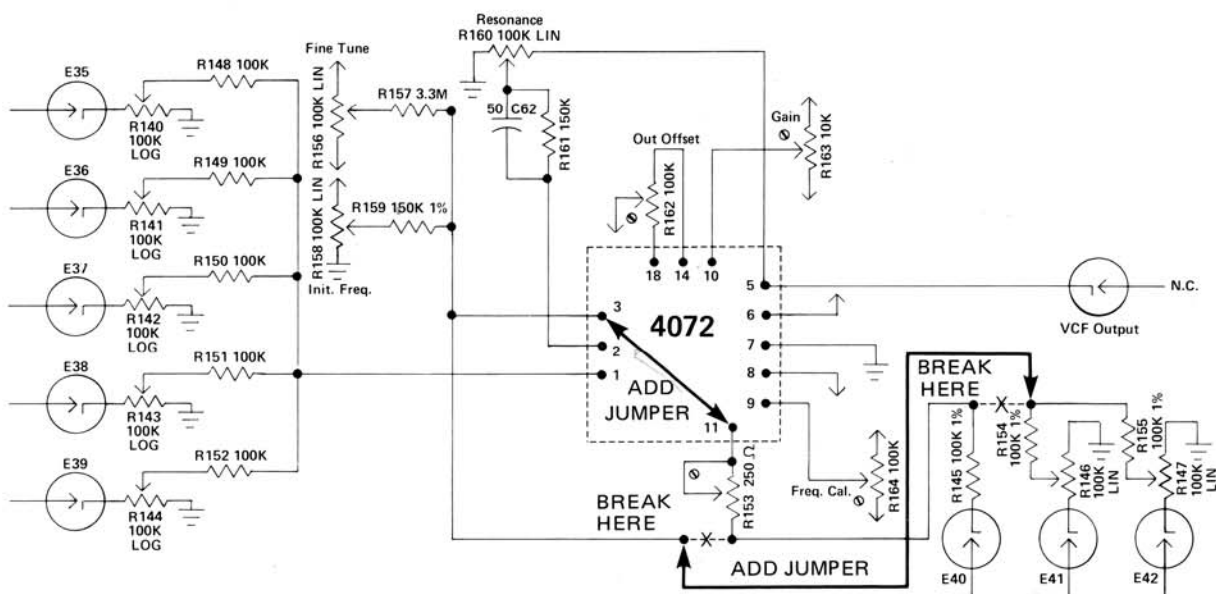 Resonance
R160 100K LIN
Fine Tune
E35
R148 100K
R140
100K
LOG
R156 100K LIN
R157 3.3M
50 C62
R161 150K
Gain
R163 10K
Out Offset
R162 100K
E36
R149 100K
R141
100K
LOG
R158 100K LIN
R159 150K 1%
Init. Freq.
E37
R150 100K
R142
100K
LOG
E38
R151 100K
R143
100K
LOG
E39
R152 100K
R144
100K
LOG
18
14
10
3
2
1
4072
5
6
7
8
9
11
ADD
JUMPER
N.C.
VCF Output
BREAK
HERE
R153 250 Ω
Freq. Cal.
R164 100K
BREAK
HERE
ADD JUMPER
R145 100K 1%
R154
100K 1%
R146
100K
LIN
R155
100K 1%
R147
100K
LIN
E40
E41
E42